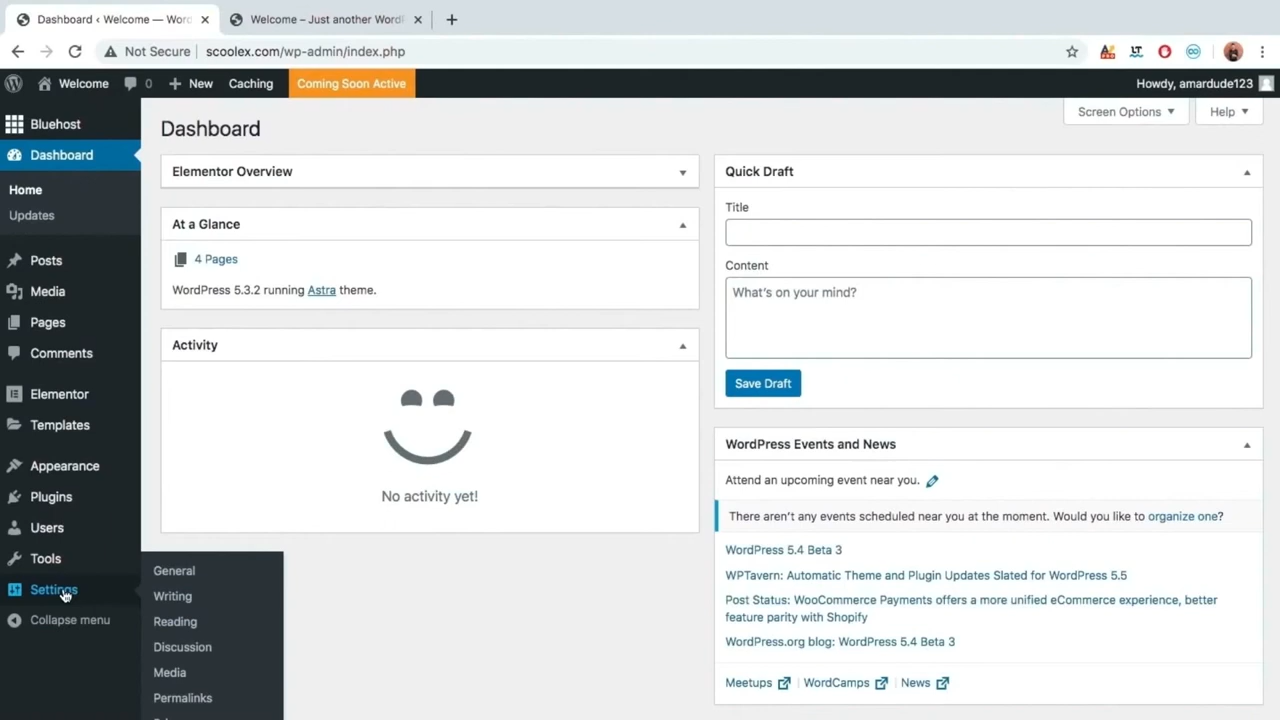 Dashboard ‹ Welcome — Word
Welcome – Just another Word
Not Secure
scoolex.com/wp-admin/index.php
Welcome
0
New
Caching
Coming Soon Active
Howdy, amardude123
Bluehost
Dashboard
Home
Updates
Posts
Media
Pages
Comments
Elementor
Templates
Appearance
Plugins
Users
Tools
Settings
Collapse menu
General
Writing
Reading
Discussion
Media
Permalinks
Screen Options
Help
Dashboard
Elementor Overview
At a Glance
4 Pages
WordPress 5.3.2 running Astra theme.
Activity
No activity yet!
Quick Draft
Title
Content
What's on your mind?
Save Draft
WordPress Events and News
Attend an upcoming event near you.
There aren't any events scheduled near you at the moment. Would you like to organize one?
WordPress 5.4 Beta 3
WPTavern: Automatic Theme and Plugin Updates Slated for WordPress 5.5
Post Status: WooCommerce Payments offers a more unified eCommerce experience, better
feature parity with Shopify
WordPress.org blog: WordPress 5.4 Beta 3
Meetups | WordCamps | News